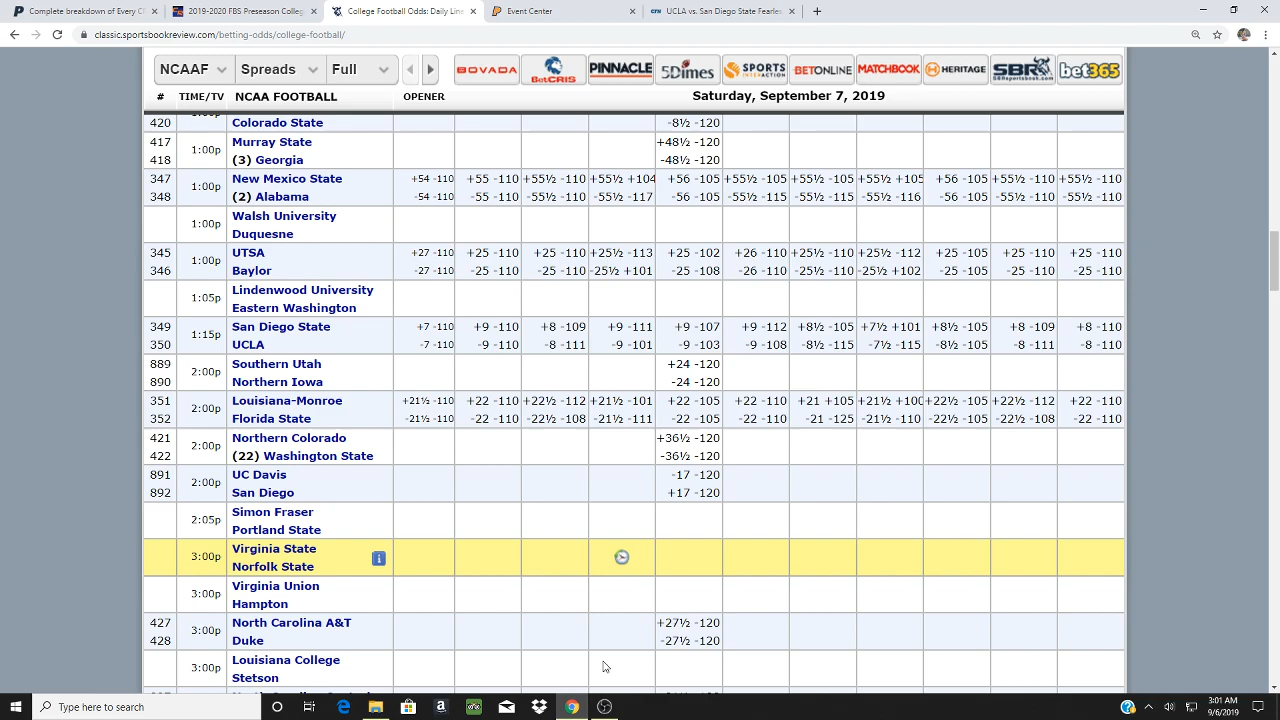 Complete breakdown of Every C
2019-2020 FBS Preseason Colleg
College Football Odds: Daily Line
Event Center
UCLA vs. San Diego State Fearles
classic.sportsbookreview.com/betting-odds/college-football/
NCAAF Spreads Full BOVADA BetCRIS PINNACLE 5Dimes SPORTS INTERACTION BETONLINE MATCHBOOK HERITAGE SBR bet365
# TIME/TV NCAA FOOTBALL OPENER Saturday, September 7, 2019
420 Colorado State -8½ -120
417 Murray State +48½ -120
1:00p
418 (3) Georgia -48½ -120
347 New Mexico State +54 -110 +55 -110 +55½ -110 +55½ +104 +56 -105 +55½ -105 +55½ -105 +55½ +105 +56 -105 +55½ -110 +55½ -110
1:00p
348 (2) Alabama -54 -110 -55 -110 -55½ -110 -55½ -117 -56 -105 -55½ -115 -55½ -115 -55½ -116 -56 -105 -55½ -110 -55½ -110
Walsh University
1:00p
Duquesne
345 UTSA +27 -110 +25 -110 +25 -110 +25½ -113 +25 -102 +26 -110 +25½ -110 +25½ -112 +25 -105 +25 -110 +25 -110
1:00p
346 Baylor -27 -110 -25 -110 -25 -110 -25½ +101 -25 -108 -26 -110 -25½ -110 -25½ +102 -25 -105 -25 -110 -25 -110
Lindenwood University
1:05p
Eastern Washington
349 San Diego State +7 -110 +9 -110 +8 -109 +9 -111 +9 -107 +9 -112 +8½ -105 +7½ +101 +8½ -105 +8 -109 +8 -110
1:15p
350 UCLA -7 -110 -9 -110 -8 -111 -9 -101 -9 -103 -9 -108 -8½ -115 -7½ -115 -8½ -105 -8 -111 -8 -110
889 Southern Utah +24 -120
2:00p
890 Northern Iowa -24 -120
351 Louisiana-Monroe +21½ -110 +22 -110 +22½ -112 +21½ -101 +22 -105 +22 -110 +21 +105 +21½ +100 +22½ -105 +22½ -112 +22 -110
2:00p
352 Florida State -21½ -110 -22 -110 -22½ -108 -21½ -111 -22 -105 -22 -110 -21 -125 -21½ -110 -22½ -105 -22½ -108 -22 -110
421 Northern Colorado +36½ -120
2:00p
422 (22) Washington State -36½ -120
891 UC Davis -17 -120
2:00p
892 San Diego +17 -120
Simon Fraser
2:05p
Portland State
Virginia State
3:00p
Norfolk State
Virginia Union
3:00p
Hampton
427 North Carolina A&T +27½ -120
3:00p
428 Duke -27½ -120
Louisiana College
3:00p
Stetson
Type here to search
3:01 AM
9/6/2019